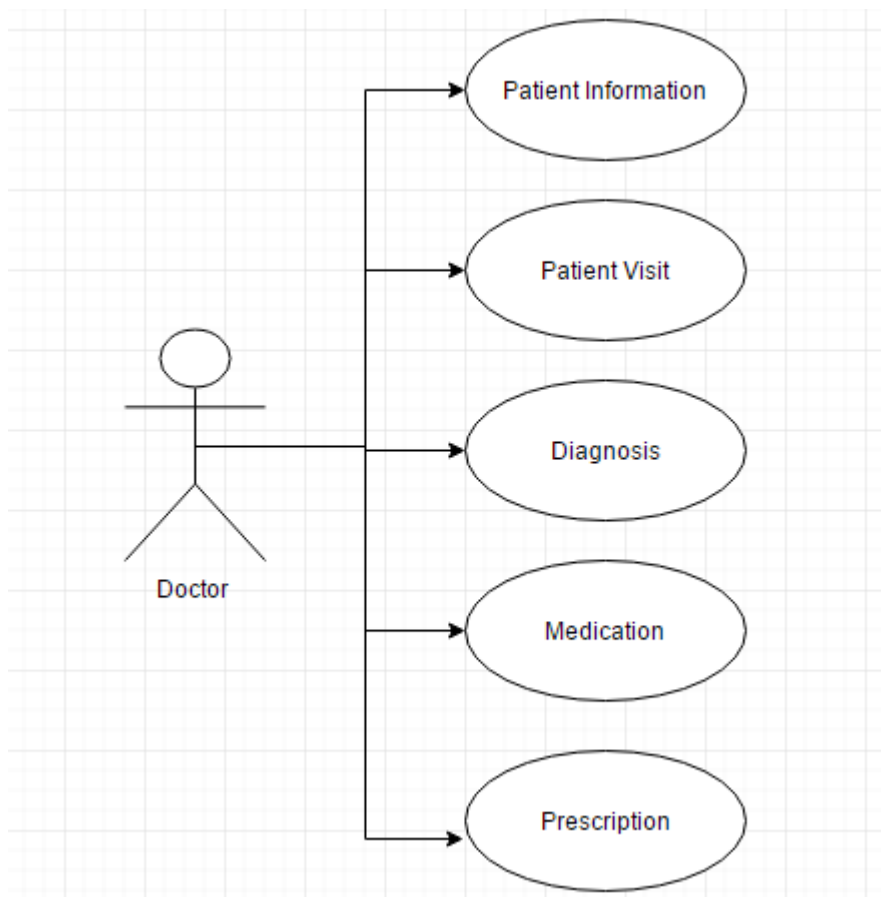 Patient Information
Patient Visit
Diagnosis
Doctor
Medication
Prescription